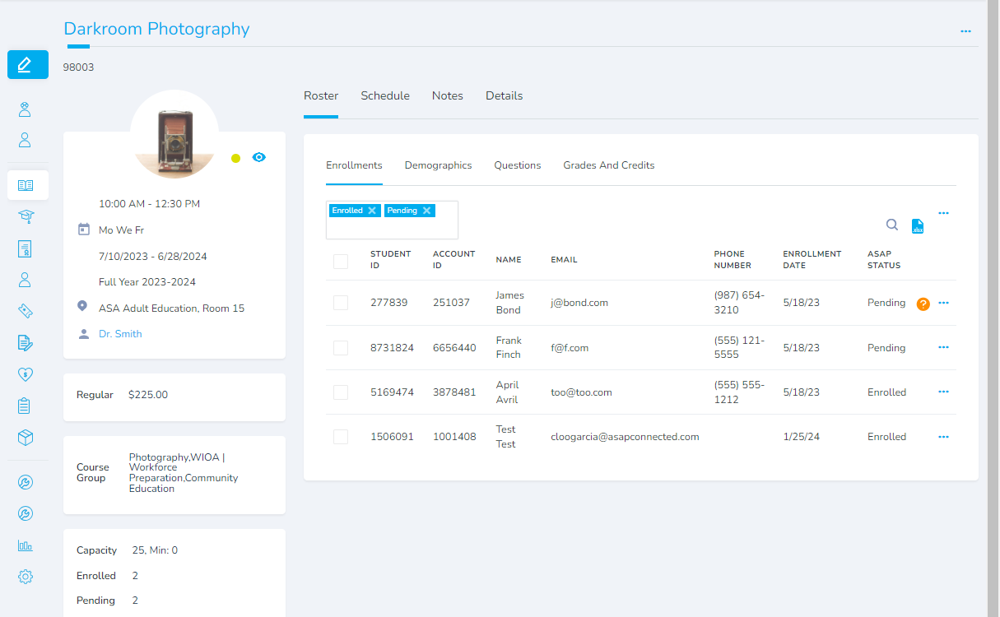 Darkroom Photography
98003
10:00 AM - 12:30 PM
Mo We Fr
7/10/2023 - 6/28/2024
Full Year 2023-2024
ASA Adult Education, Room 15
Dr. Smith
Regular $225.00
Course Group
Photography,WIOA |
Workforce
Preparation,Community
Education
Capacity 25, Min: 0
Enrolled 2
Pending 2
Roster Schedule Notes Details
Enrollments Demographics Questions Grades And Credits
Enrolled Pending
.xlsx
STUDENT ID ACCOUNT ID NAME EMAIL PHONE NUMBER ENROLLMENT DATE ASAP STATUS
277839 251037 James Bond j@bond.com (987) 654-3210 5/18/23 Pending ?
8731824 6656440 Frank Finch f@f.com (555) 121-5555 5/18/23 Pending
5169474 3878481 April Avril too@too.com (555) 555-1212 5/18/23 Enrolled
1506091 1001408 Test Test cloogarcia@asapconnected.com 1/25/24 Enrolled